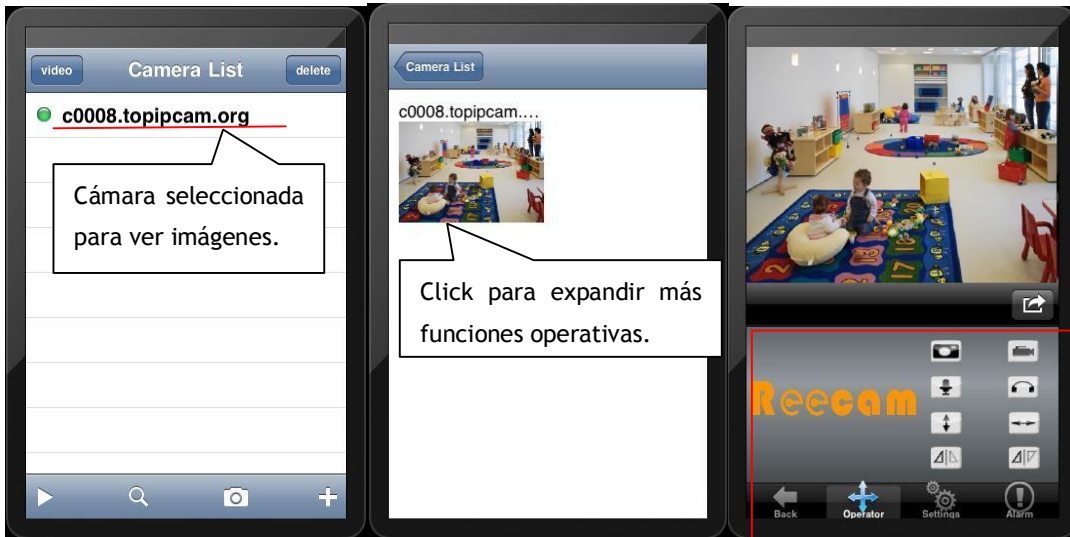 video Camera List delete
c0008.topipcam.org
Cámara seleccionada
para ver imágenes.
Camera List
c0008.topipcam....
Click para expandir más
funciones operativas.
Reecam
Back Operator Settings Alarm